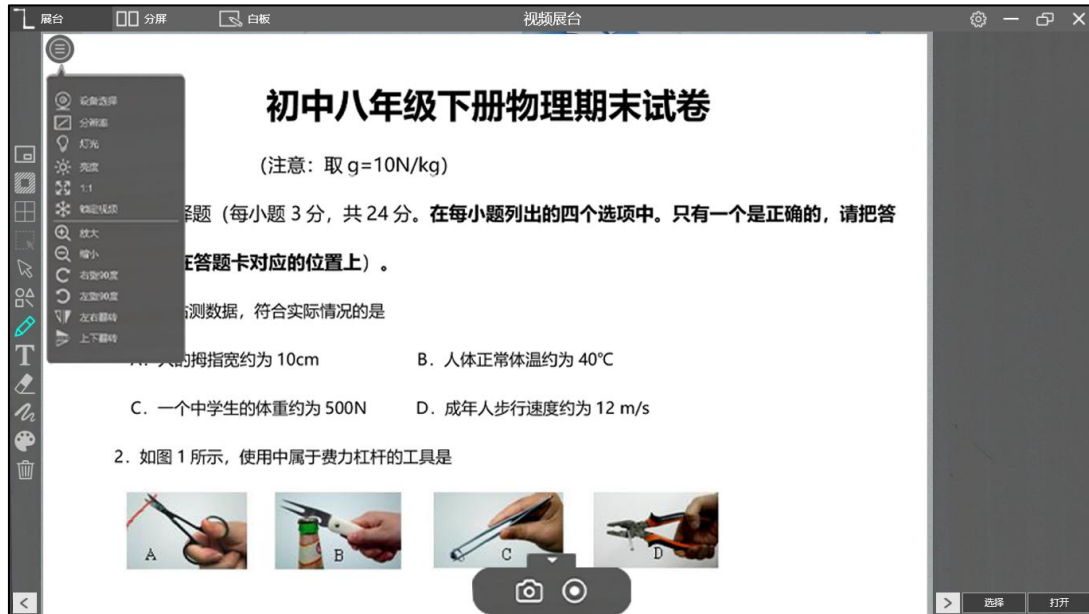 展台
分屏
白板
视频展台
设备选择
分辨率
灯光
亮度
1:1
锁定视频
放大
缩小
右旋90度
左旋90度
左右翻转
上下翻转
初中八年级下册物理期末试卷
(注意：取 g=10N/kg)
择题（每小题 3 分，共 24 分。在每小题列出的四个选项中。只有一个是正确的，请把答
在答题卡对应的位置上）。
估测数据，符合实际情况的是
的拇指宽约为 10cm B．人体正常体温约为 40℃
C．一个中学生的体重约为 500N D．成年人步行速度约为 12 m/s
2．如图 1 所示，使用中属于费力杠杆的工具是
A B C D
T
选择
打开